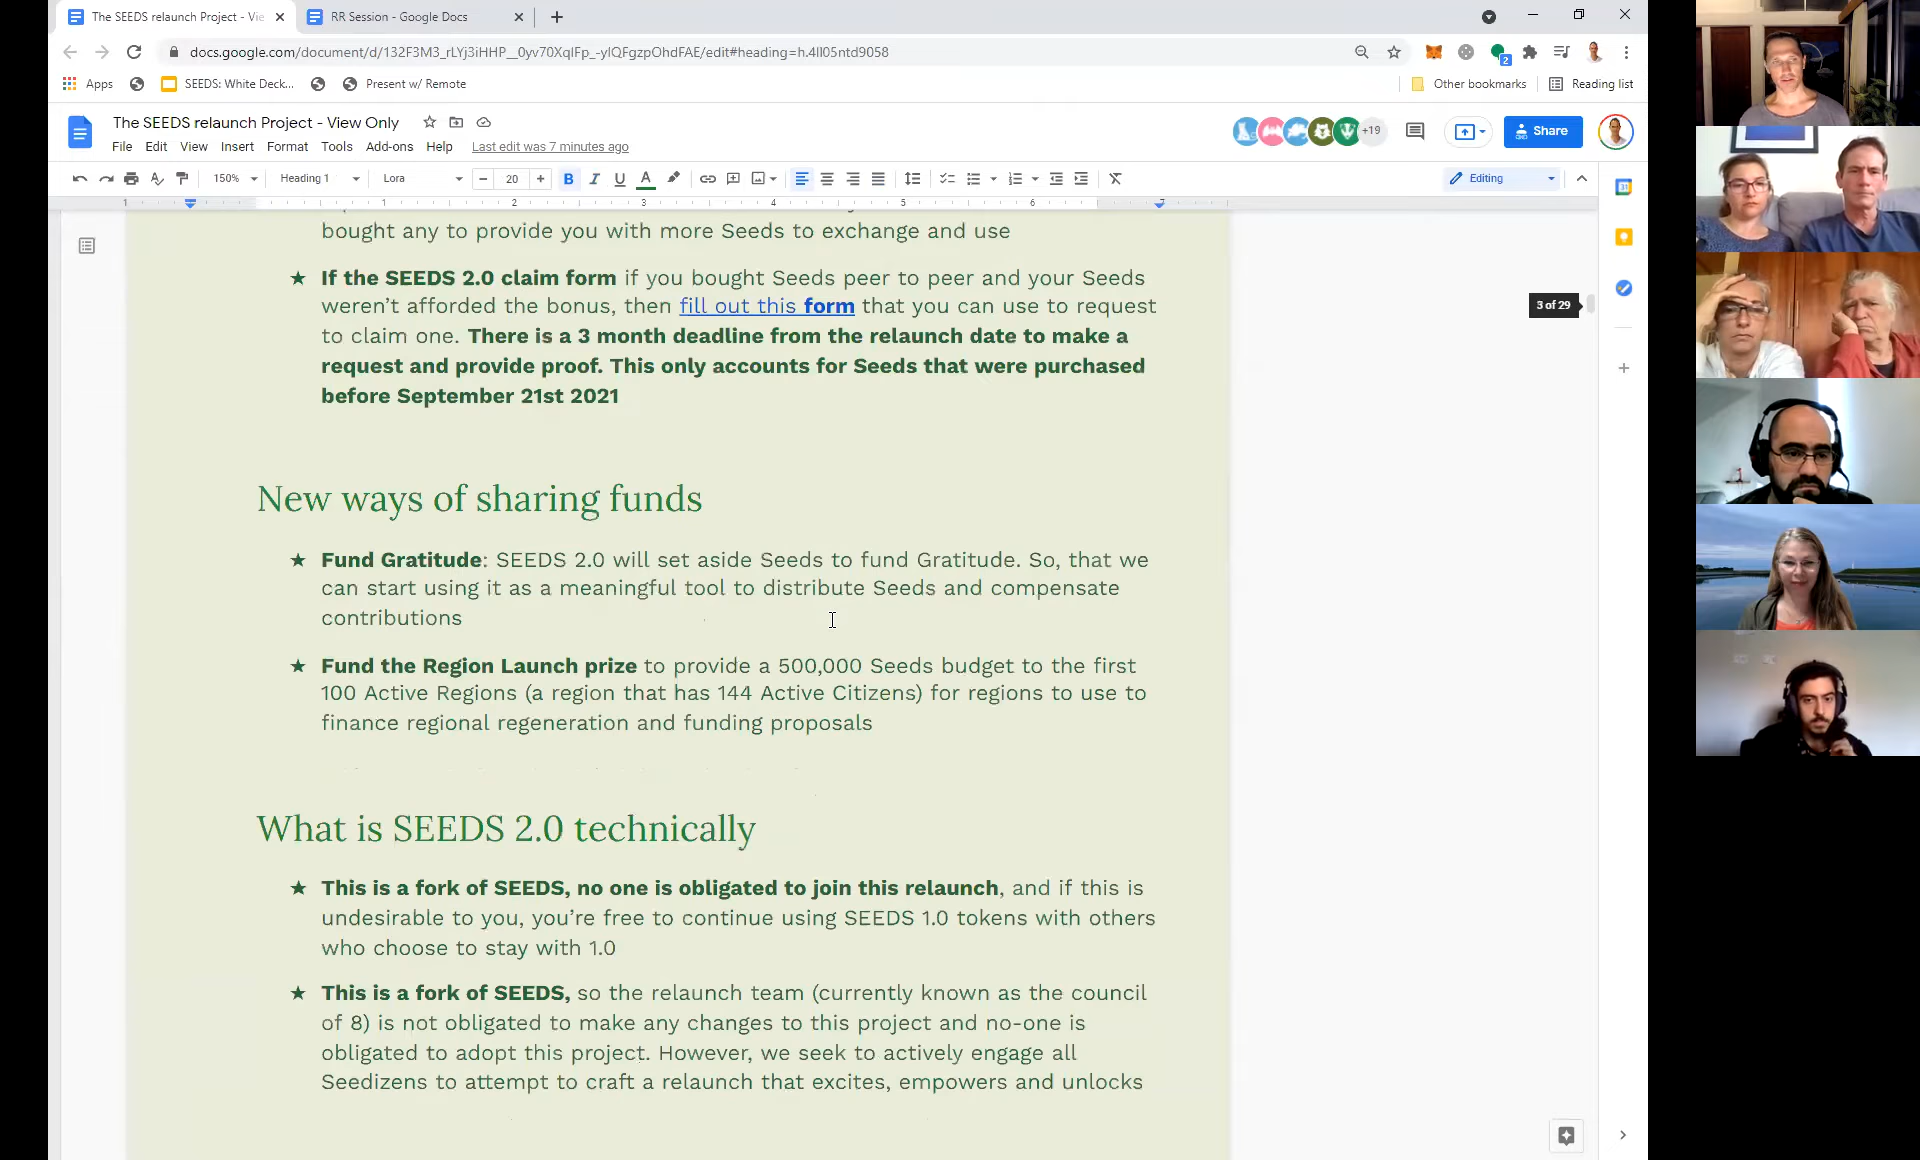 The SEEDS relaunch Project - Vie
RR Session - Google Docs
docs.google.com/document/d/132F3M3_rLYj3iHHP__0yv70XqIFp_-ylQFgzpOhdFAE/edit#heading=h.4ll05ntd9058
2
Apps
SEEDS: White Deck...
Present w/ Remote
Other bookmarks
Reading list
The SEEDS relaunch Project - View Only
+19
Share
File Edit View Insert Format Tools Add-ons Help Last edit was 7 minutes ago
150% Heading 1 Lora 20 B I U A Editing
1 1 2 3 4 5 6 7
bought any to provide you with more Seeds to exchange and use
★ If the SEEDS 2.0 claim form if you bought Seeds peer to peer and your Seeds
weren't afforded the bonus, then fill out this form that you can use to request
to claim one. There is a 3 month deadline from the relaunch date to make a
request and provide proof. This only accounts for Seeds that were purchased
before September 21st 2021
3 of 29
New ways of sharing funds
★ Fund Gratitude: SEEDS 2.0 will set aside Seeds to fund Gratitude. So, that we
can start using it as a meaningful tool to distribute Seeds and compensate
contributions
★ Fund the Region Launch prize to provide a 500,000 Seeds budget to the first
100 Active Regions (a region that has 144 Active Citizens) for regions to use to
finance regional regeneration and funding proposals
What is SEEDS 2.0 technically
★ This is a fork of SEEDS, no one is obligated to join this relaunch, and if this is
undesirable to you, you're free to continue using SEEDS 1.0 tokens with others
who choose to stay with 1.0
★ This is a fork of SEEDS, so the relaunch team (currently known as the council
of 8) is not obligated to make any changes to this project and no-one is
obligated to adopt this project. However, we seek to actively engage all
Seedizens to attempt to craft a relaunch that excites, empowers and unlocks